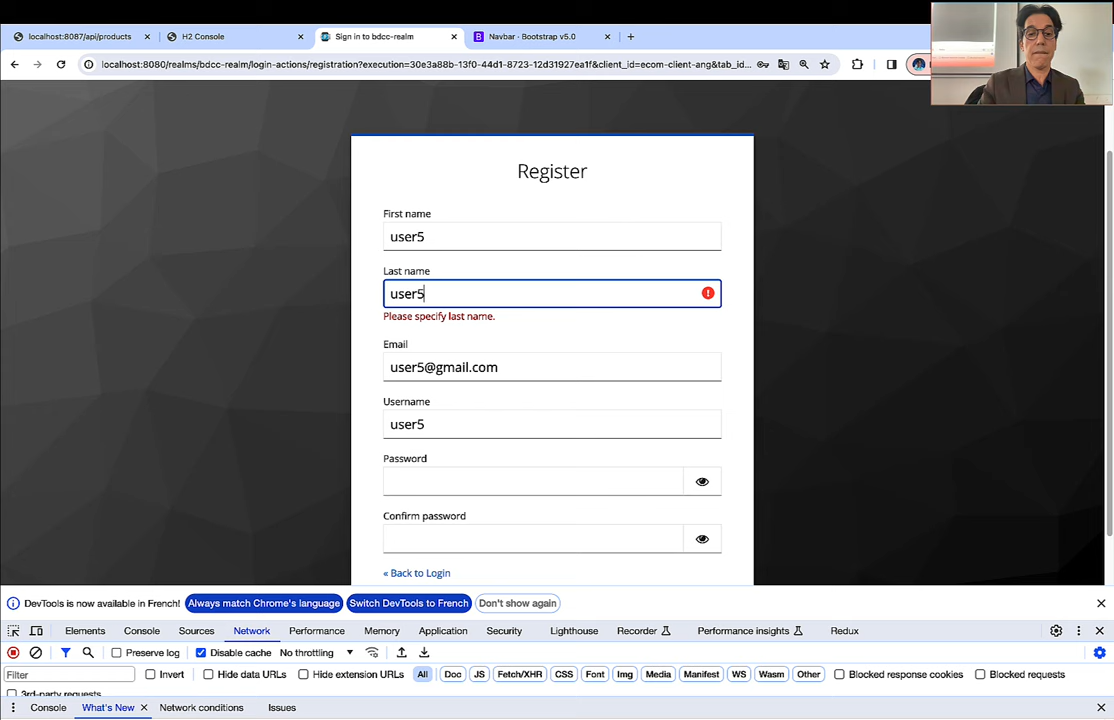 localhost:8087/api/products
H2 Console
Sign in to bdcc-realm
Navbar · Bootstrap v5.0
localhost:8080/realms/bdcc-realm/login-actions/registration?execution=30e3a88b-13f0-44d1-8723-12d31927ea1f&client_id=ecom-client-ang&tab_id...
Register
First name
user5
Last name
user5
Please specify last name.
Email
user5@gmail.com
Username
user5
Password
Confirm password
« Back to Login
DevTools is now available in French! Always match Chrome's language Switch DevTools to French Don't show again
Elements Console Sources Network Performance Memory Application Security Lighthouse Recorder Performance insights Redux
Preserve log Disable cache No throttling
Filter Invert Hide data URLs Hide extension URLs All Doc JS Fetch/XHR CSS Font Img Media Manifest WS Wasm Other Blocked response cookies Blocked requests
3rd-party requests
Console What's New Network conditions Issues